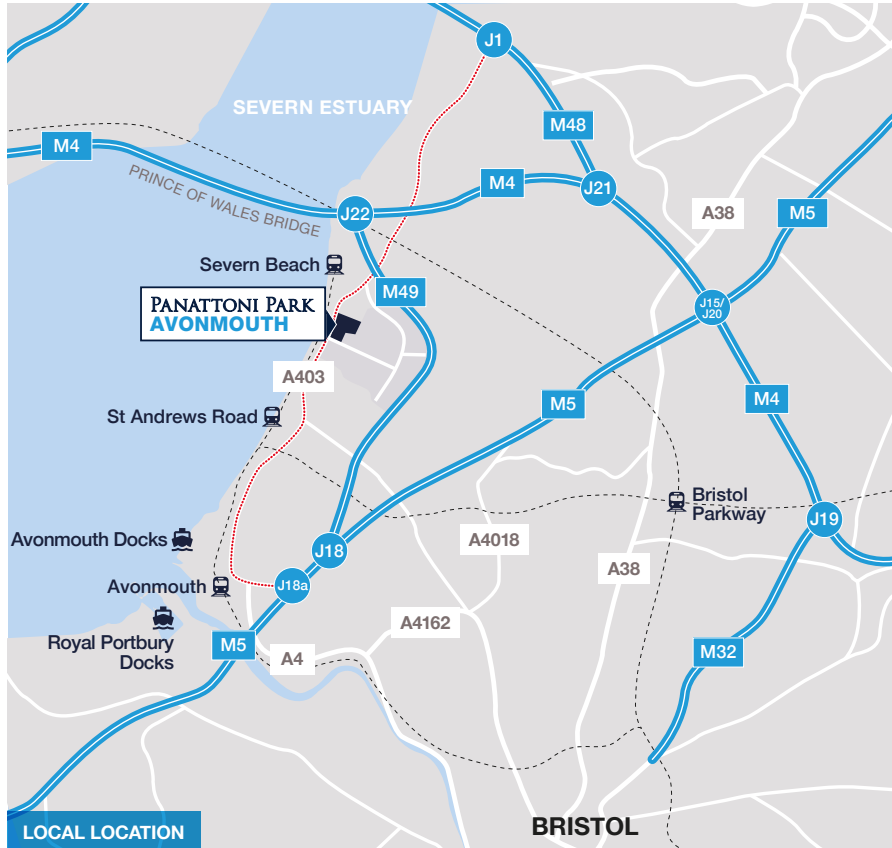 J1
SEVERN ESTUARY
M48
M4
M4
J21
PRINCE OF WALES BRIDGE
J22
A38
M5
Severn Beach
M49
PANATTONI PARK
AVONMOUTH
J15/
J20
A403
M5
M4
St Andrews Road
Bristol
Parkway
J19
Avonmouth Docks
J18
A4018
A38
Avonmouth
J18a
A4162
Royal Portbury
Docks
M5
A4
M32
BRISTOL
LOCAL LOCATION